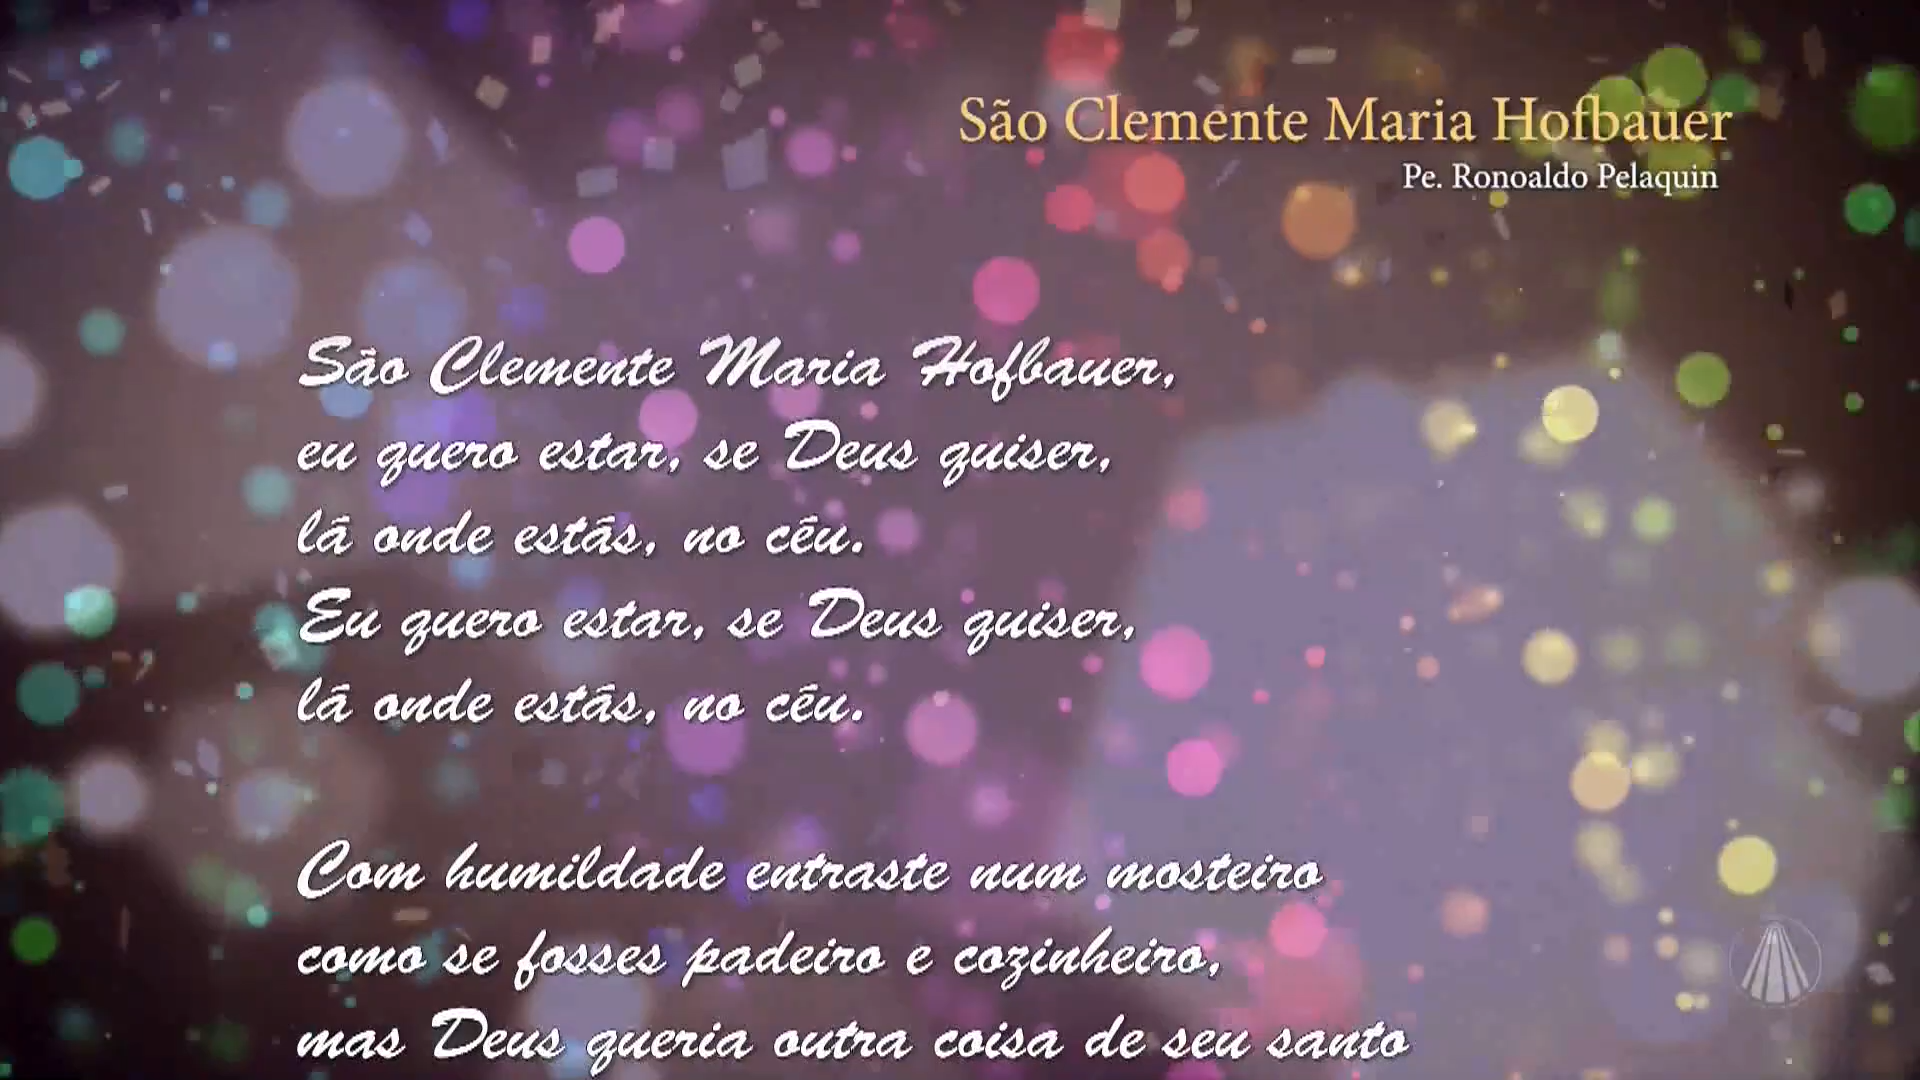 São Clemente Maria Hofbauer
Pe. Ronoaldo Pelaquin
São Clemente Maria Hofbauer,
eu quero estar, se Deus quiser,
lá onde estás, no céu.
Eu quero estar, se Deus quiser,
lá onde estás, no céu.
Com humildade entraste num mosteiro
como se fosses padeiro e cozinheiro,
mas Deus queria outra coisa de seu santo